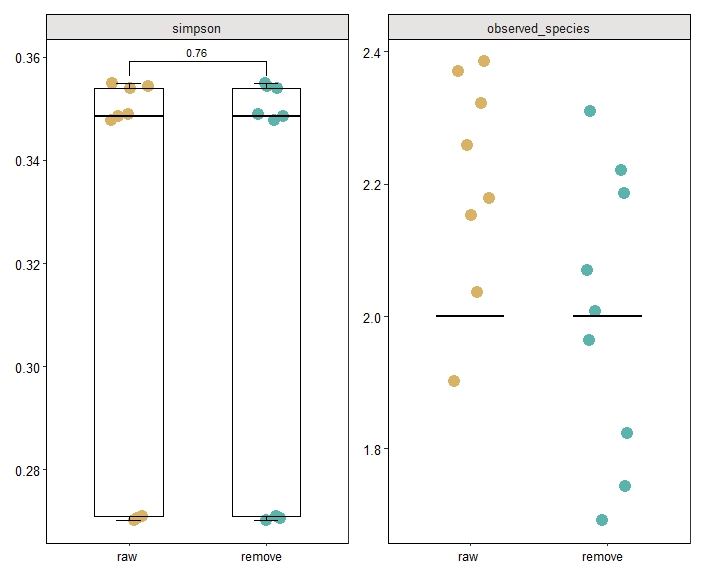 simpson
observed_species
0.76
0.36
0.34
0.32
0.30
0.28
raw
remove
2.4
2.2
2.0
1.8
raw
remove